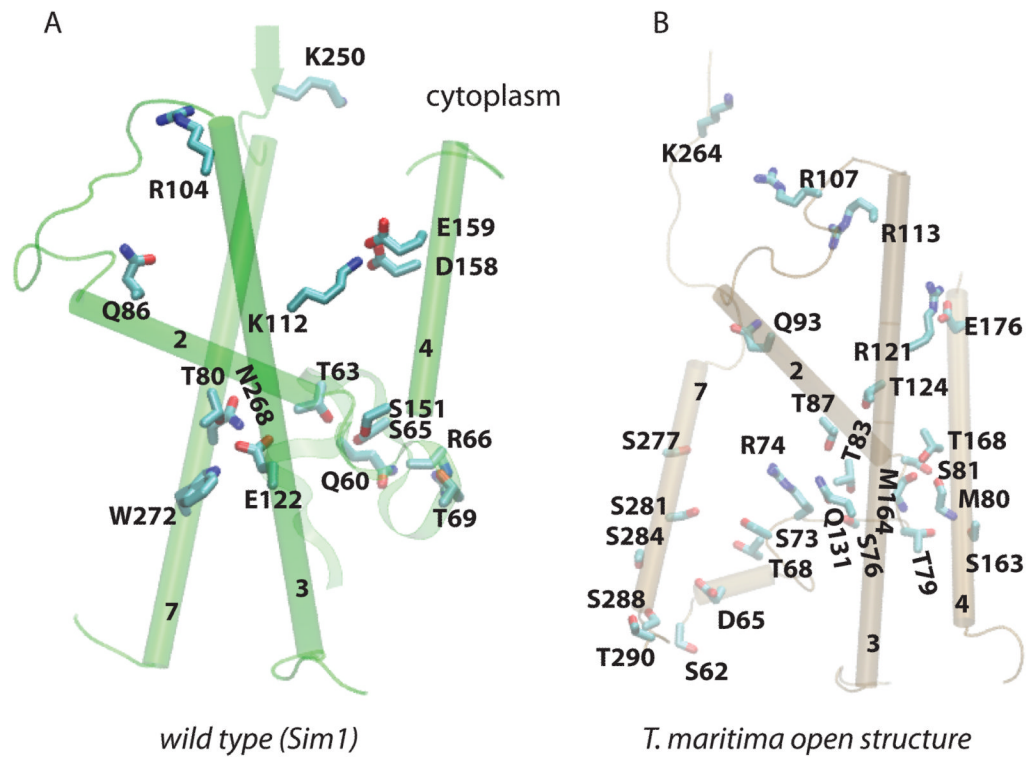 A
K250
cytoplasm
R104
E159
D158
Q86
K112
2
4
T80
N268
T63
S151
S65
R66
E122
Q60
W272
T69
3
7
wild type (Sim1)
B
K264
R107
R113
Q93
E176
R121
2
7
T124
T87
T83
T168
S277
R74
S81
M164
M80
S281
S73
Q131
S76
S284
T68
T79
S163
S288
D65
4
T290
S62
3
T. maritima open structure